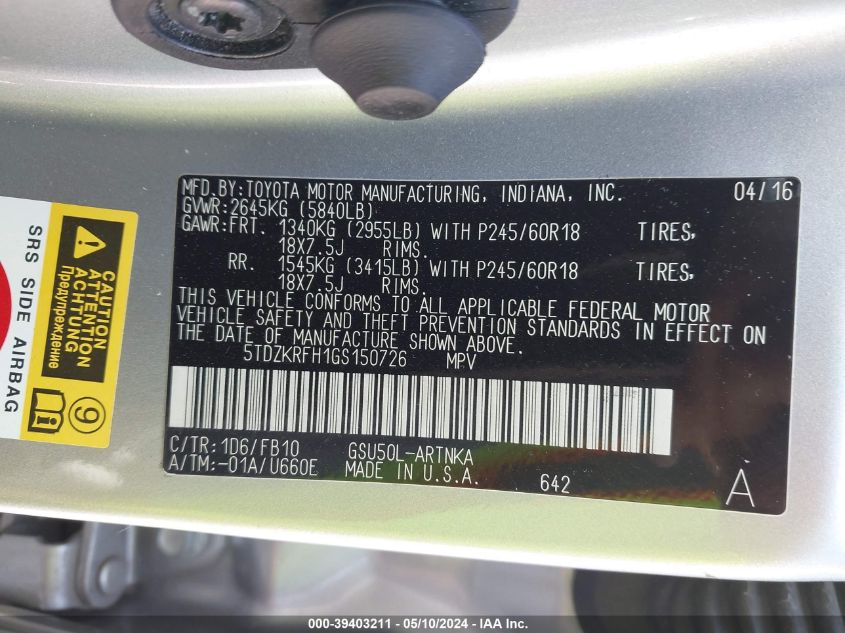 MFD.BY:TOYOTA MOTOR MANUFACTURING, INDIANA, INC. 04/16
GVWR:2645KG (5840LB)
GAWR:FRT. 1340KG (2955LB) WITH P245/60R18 TIRES,
18X7.5J RIMS.
RR. 1545KG (3415LB) WITH P245/60R18 TIRES,
18X7.5J RIMS.
THIS VEHICLE CONFORMS TO ALL APPLICABLE FEDERAL MOTOR
VEHICLE SAFETY AND THEFT PREVENTION STANDARDS IN EFFECT ON
THE DATE OF MANUFACTURE SHOWN ABOVE.
5TDZKRFH1GS150726 MPV
C/TR:1D6/FB10 GSU50L-ARTNKA
A/TM:-01A/U660E MADE IN U.S.A. 642 A
SRS SIDE AIRBAG
CAUTION
ATTENTION
ACHTUNG
Предупреждение
9
000-39403211 - 05/10/2024 - IAA Inc.